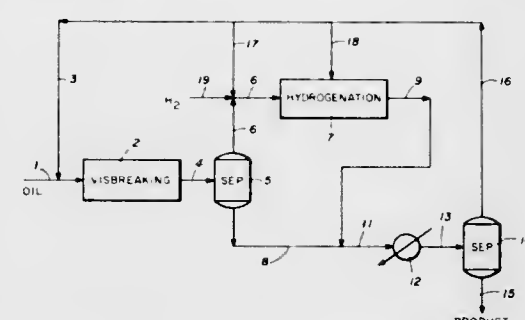 17
18
3
19
6
9
H2
HYDROGENATION
16
7
2
6
1
4
VISBREAKING
SEP
5
OIL
13
11
SEP
8
12
15
PRODUCT